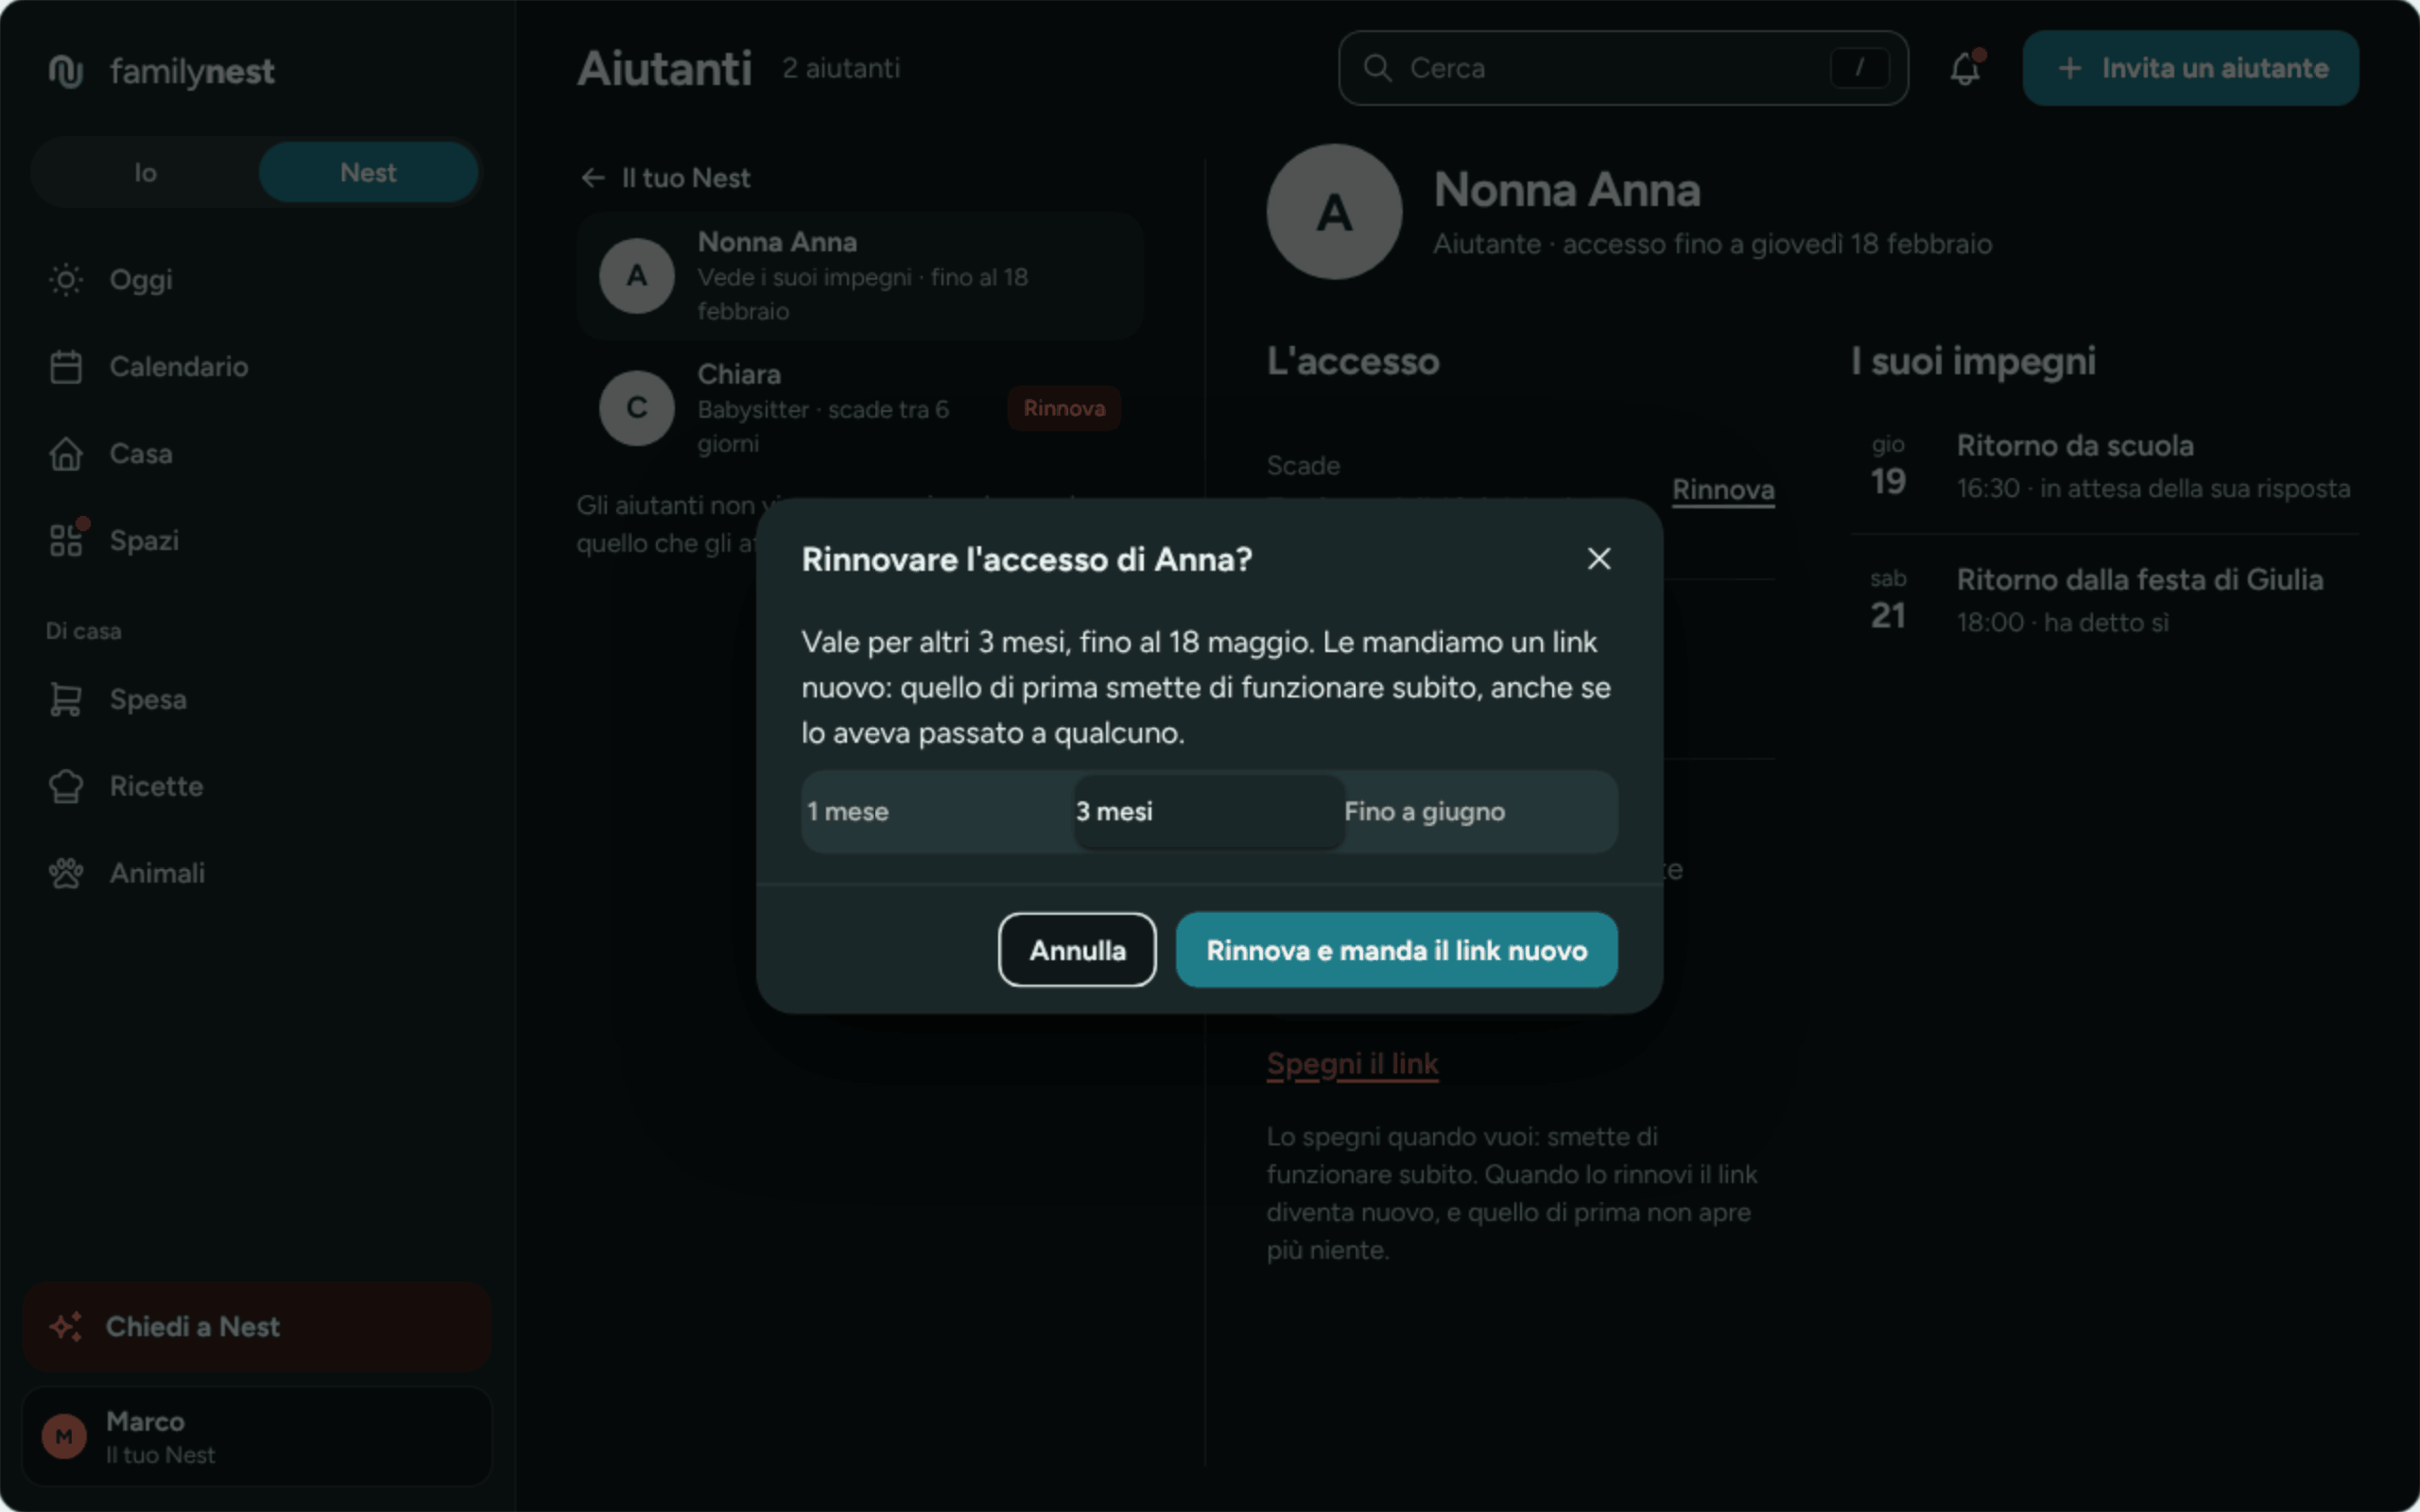 familynest
Io
Nest
Oggi
Calendario
Casa
Spazi
Di casa
Spesa
Ricette
Animali
Chiedi a Nest
M
Marco
Il tuo Nest
Aiutanti
2 aiutanti
Cerca
/
+ Invita un aiutante
← Il tuo Nest
A
Nonna Anna
Vede i suoi impegni · fino al 18
febbraio
C
Chiara
Babysitter · scade tra 6
giorni
Rinnova
Gli aiutanti non
quello che gli
A
Nonna Anna
Aiutante · accesso fino a giovedì 18 febbraio
L'accesso
Scade
Rinnova
Spegni il link
Lo spegni quando vuoi: smette di
funzionare subito. Quando lo rinnovi il link
diventa nuovo, e quello di prima non apre
più niente.
I suoi impegni
gio
19
Ritorno da scuola
16:30 · in attesa della sua risposta
sab
21
Ritorno dalla festa di Giulia
18:00 · ha detto sì
Rinnovare l'accesso di Anna?
Vale per altri 3 mesi, fino al 18 maggio. Le mandiamo un link
nuovo: quello di prima smette di funzionare subito, anche se
lo aveva passato a qualcuno.
1 mese
3 mesi
Fino a giugno
Annulla
Rinnova e manda il link nuovo